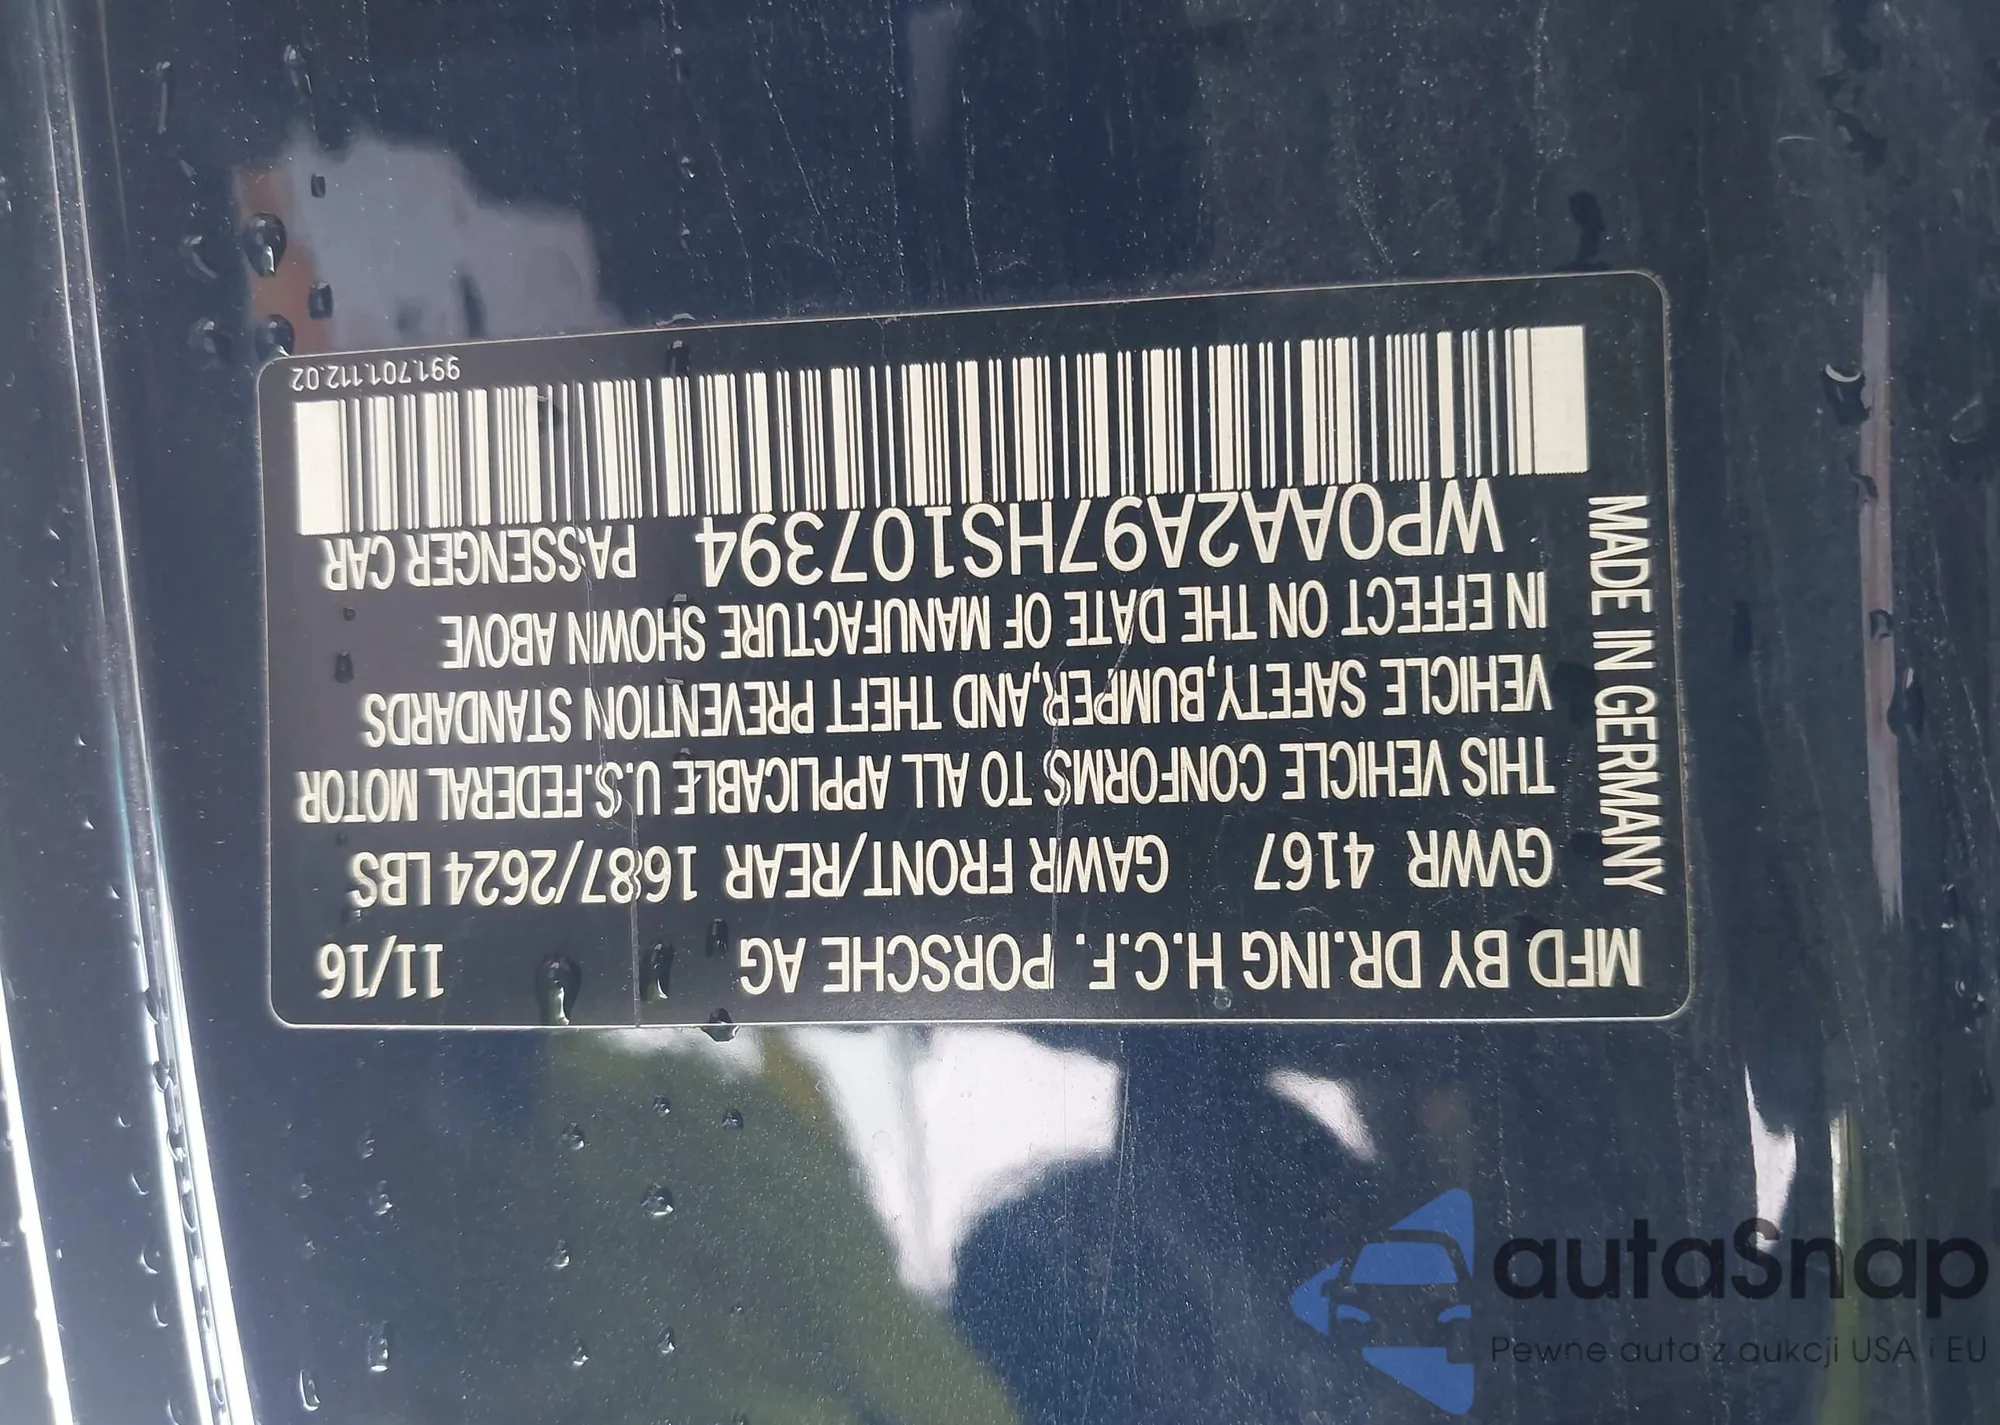 MFD BY DR.ING H.C.F. PORSCHE AG 11/16
GVWR 4167 GAWR FRONT/REAR 1687/2624 LBS
THIS VEHICLE CONFORMS TO ALL APPLICABLE U.S.FEDERAL MOTOR
VEHICLE SAFETY,BUMPER,AND THEFT PREVENTION STANDARDS
IN EFFECT ON THE DATE OF MANUFACTURE SHOWN ABOVE
WP0AA2A97HS107394 PASSENGER CAR
991.701.112.02
MADE IN GERMANY
autaSnap
Pewne auta z aukcji USA i EU